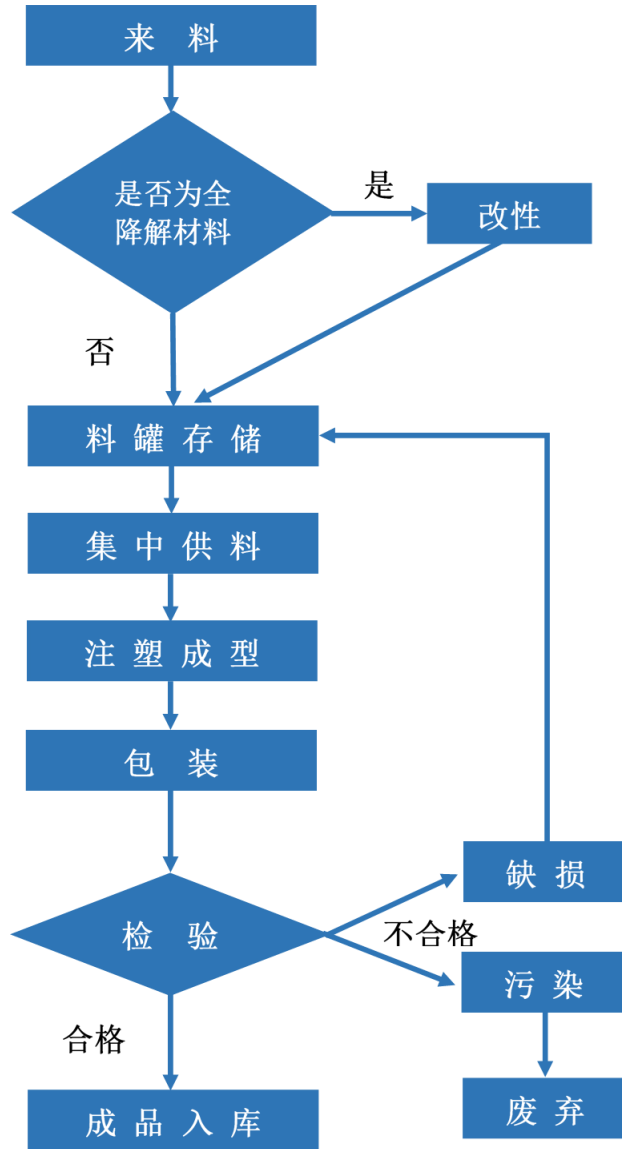 来料
是否为全
降解材料
是
改性
否
料罐存储
集中供料
注塑成型
包装
检验
不合格
缺损
污染
合格
成品入库
废弃